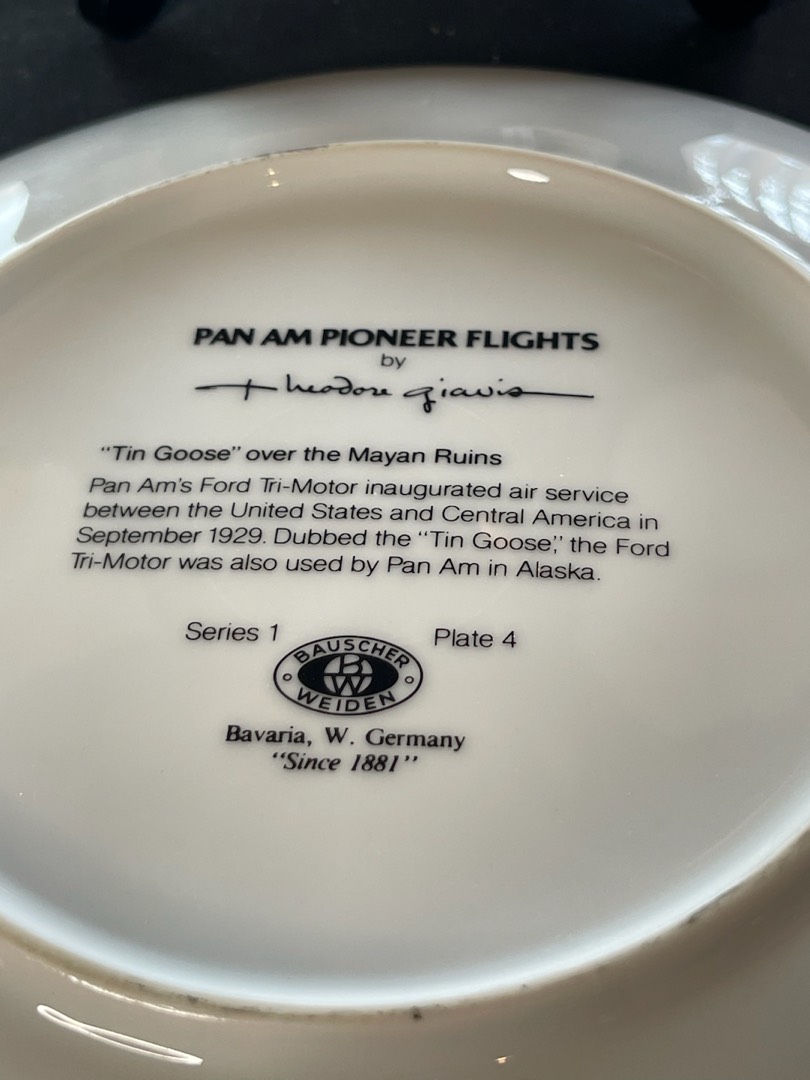 PAN AM PIONEER FLIGHTS
by
theodore giavis
“Tin Goose” over the Mayan Ruins
Pan Am's Ford Tri-Motor inaugurated air service
between the United States and Central America in
September 1929. Dubbed the “Tin Goose,” the Ford
Tri-Motor was also used by Pan Am in Alaska.
Series 1 Plate 4
BAUSCHER
BW
WEIDEN
Bavaria, W. Germany
“Since 1881”